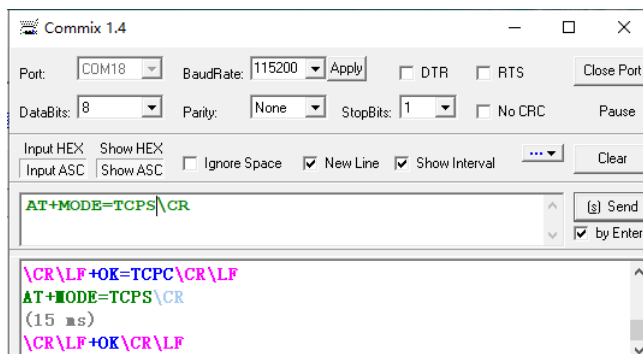 Commix 1.4
Port: COM18 BaudRate: 115200 Apply DTR RTS Close Port
DataBits: 8 Parity: None StopBits: 1 No CRC Pause
Input HEX Show HEX
Input ASC Show ASC Ignore Space New Line Show Interval ... Clear
AT+MODE=TCPS\CR
(s) Send
by Enter
\CR\LF+OK=TCPC\CR\LF
AT+MODE=TCPS\CR
(15 ms)
\CR\LF+OK\CR\LF